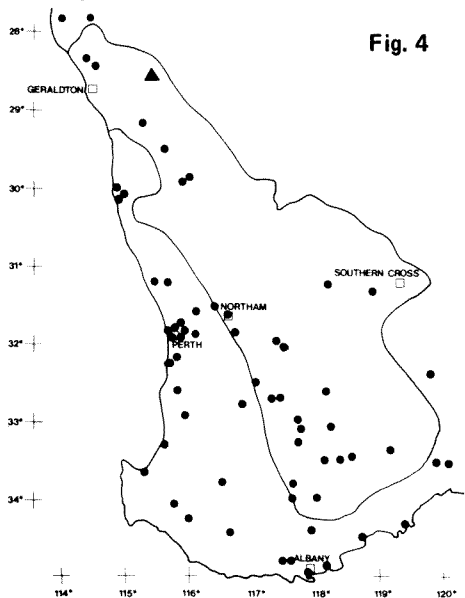 Fig. 4
28°
GERALDTON
29°
30°
31°
SOUTHERN CROSS
NORTHAM
32°
PERTH
33°
34°
ALBANY
114° 115° 116° 117° 118° 119° 120°